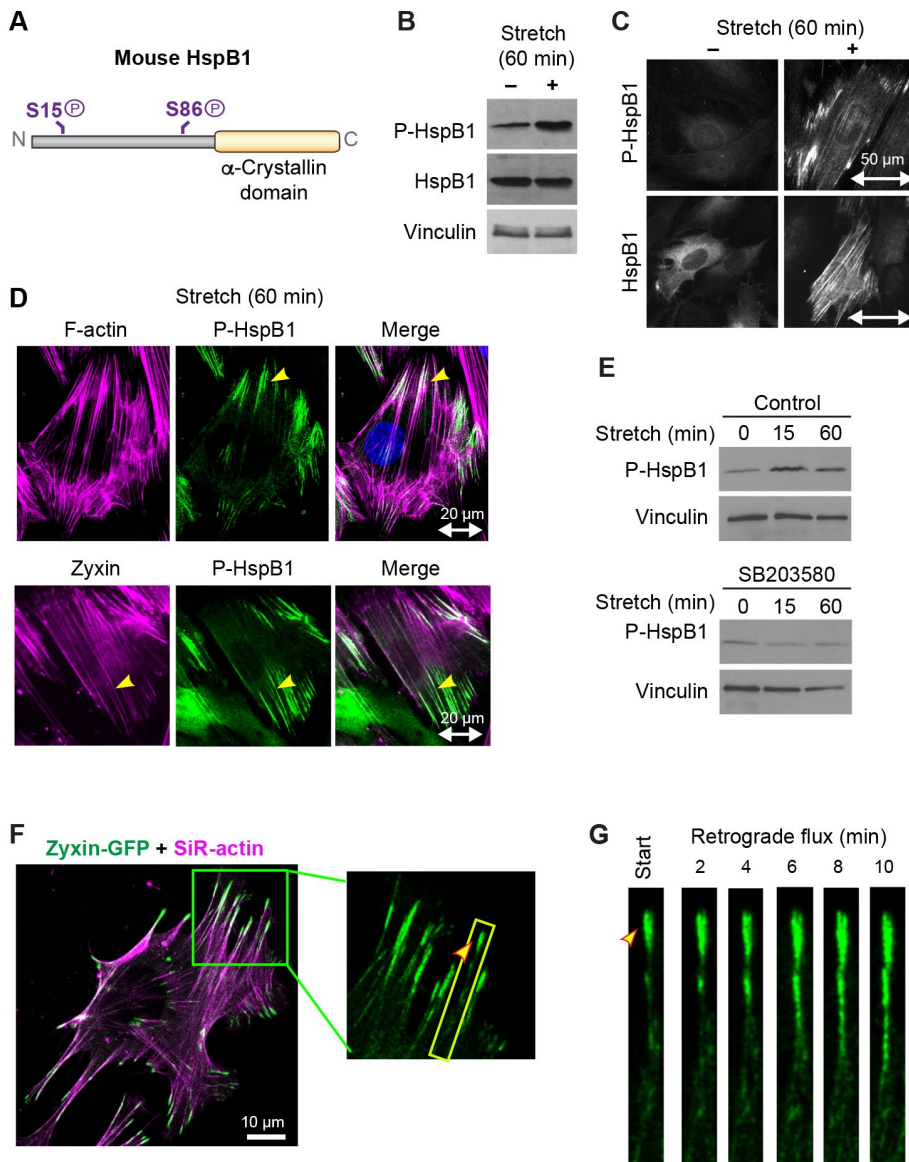 A
Mouse HspB1
S15 P
S86 P
N
C
α-Crystallin
domain
B
Stretch
(60 min)
– +
P-HspB1
HspB1
Vinculin
C
Stretch (60 min)
– +
P-HspB1
50 µm
HspB1
D
Stretch (60 min)
F-actin P-HspB1 Merge
20 µm
Zyxin P-HspB1 Merge
20 µm
E
Control
Stretch (min) 0 15 60
P-HspB1
Vinculin
SB203580
Stretch (min) 0 15 60
P-HspB1
Vinculin
F
Zyxin-GFP + SiR-actin
10 µm
G
Start
Retrograde flux (min)
2 4 6 8 10